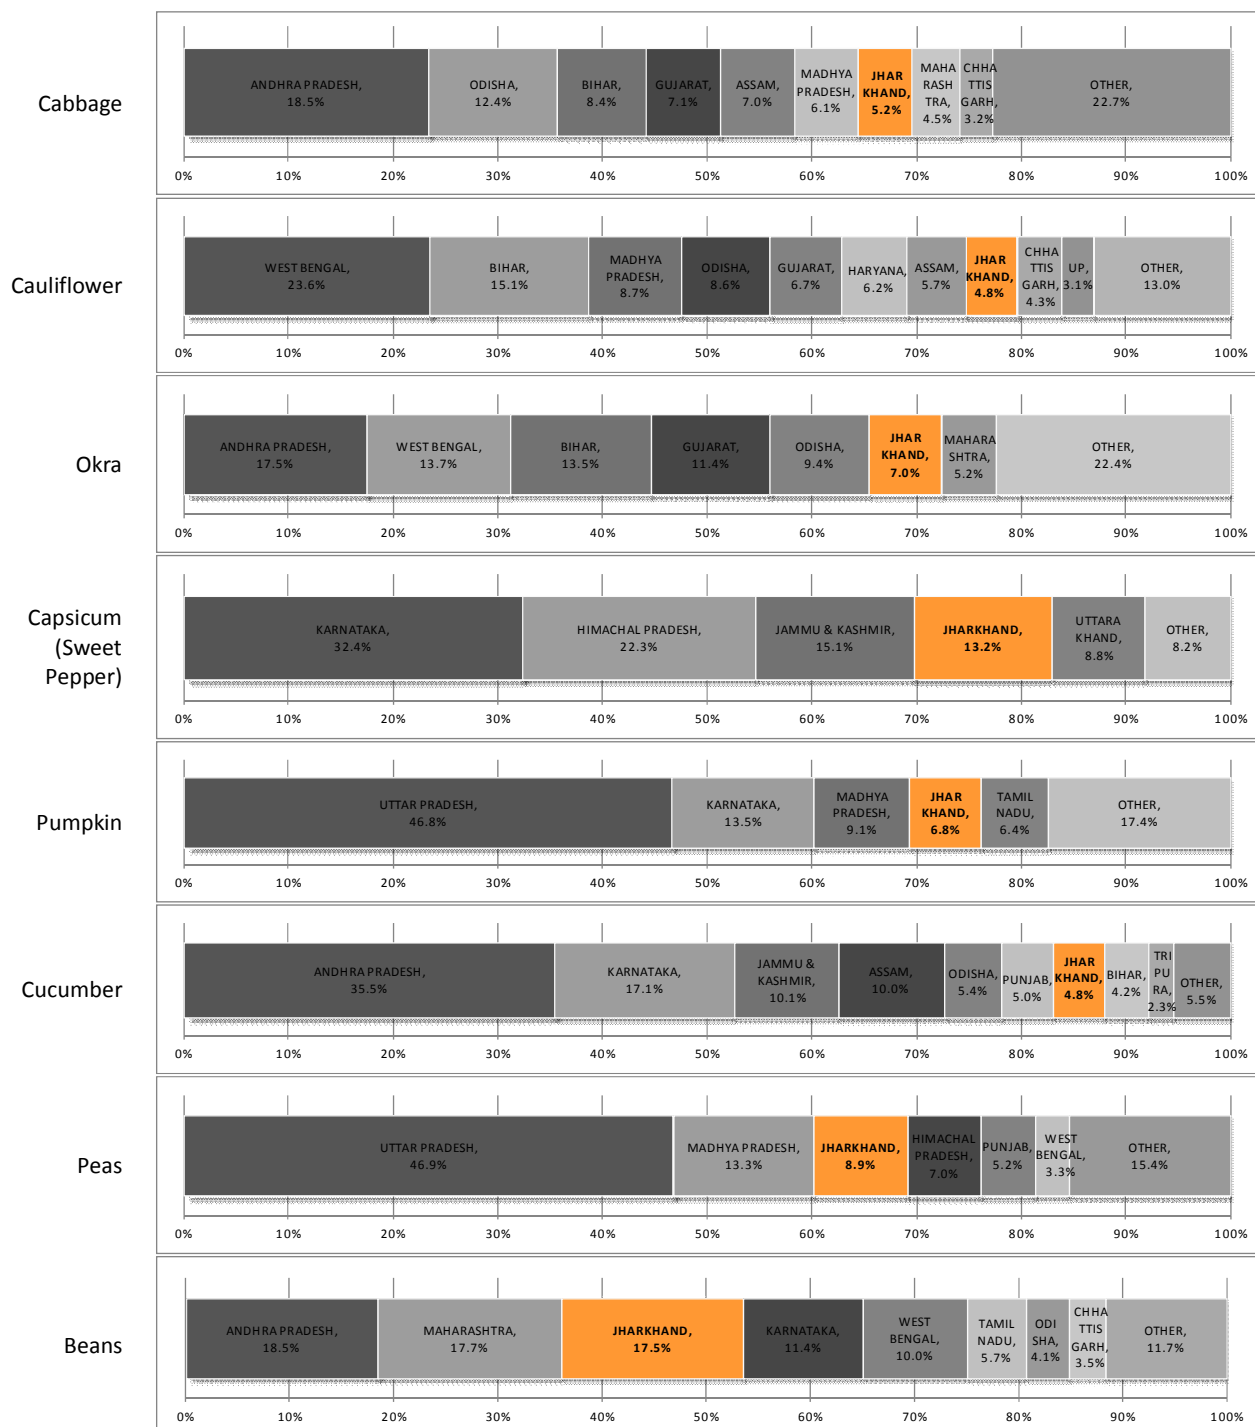 Cabbage
ANDHRA PRADESH,
18.5%
ODISHA,
12.4%
BIHAR,
8.4%
GUJARAT,
7.1%
ASSAM,
7.0%
MADHYA
PRADESH,
6.1%
JHAR
KHAND,
5.2%
MAHA
RASH
TRA,
4.5%
CHHA
TTIS
GARH,
3.2%
OTHER,
22.7%
0% 10% 20% 30% 40% 50% 60% 70% 80% 90% 100%
Cauliflower
WEST BENGAL,
23.6%
BIHAR,
15.1%
MADHYA
PRADESH,
8.7%
ODISHA,
8.6%
GUJARAT,
6.7%
HARYANA,
6.2%
ASSAM,
5.7%
JHAR
KHAND,
4.8%
CHHA
TTIS
GARH,
4.3%
UP,
3.1%
OTHER,
13.0%
0% 10% 20% 30% 40% 50% 60% 70% 80% 90% 100%
Okra
ANDHRA PRADESH,
17.5%
WEST BENGAL,
13.7%
BIHAR,
13.5%
GUJARAT,
11.4%
ODISHA,
9.4%
JHAR
KHAND,
7.0%
MAHARA
SHTRA,
5.2%
OTHER,
22.4%
0% 10% 20% 30% 40% 50% 60% 70% 80% 90% 100%
Capsicum
(Sweet
Pepper)
KARNATAKA,
32.4%
HIMACHAL PRADESH,
22.3%
JAMMU & KASHMIR,
15.1%
JHARKHAND,
13.2%
UTTARA
KHAND,
8.8%
OTHER,
8.2%
0% 10% 20% 30% 40% 50% 60% 70% 80% 90% 100%
Pumpkin
UTTAR PRADESH,
46.8%
KARNATAKA,
13.5%
MADHYA
PRADESH,
9.1%
JHAR
KHAND,
6.8%
TAMIL
NADU,
6.4%
OTHER,
17.4%
0% 10% 20% 30% 40% 50% 60% 70% 80% 90% 100%
Cucumber
ANDHRA PRADESH,
35.5%
KARNATAKA,
17.1%
JAMMU &
KASHMIR,
10.1%
ASSAM,
10.0%
ODISHA,
5.4%
PUNJAB,
5.0%
JHAR
KHAND,
4.8%
BIHAR,
4.2%
TRI
PU
RA,
2.3%
OTHER,
5.5%
0% 10% 20% 30% 40% 50% 60% 70% 80% 90% 100%
Peas
UTTAR PRADESH,
46.9%
MADHYA PRADESH,
13.3%
JHARKHAND,
8.9%
HIMACHAL
PRADESH,
7.0%
PUNJAB,
5.2%
WEST
BENGAL,
3.3%
OTHER,
15.4%
0% 10% 20% 30% 40% 50% 60% 70% 80% 90% 100%
Beans
ANDHRA PRADESH,
18.5%
MAHARASHTRA,
17.7%
JHARKHAND,
17.5%
KARNATAKA,
11.4%
WEST
BENGAL,
10.0%
TAMIL
NADU,
5.7%
ODI
SHA,
4.1%
CHHA
TTIS
GARH,
3.5%
OTHER,
11.7%
0% 10% 20% 30% 40% 50% 60% 70% 80% 90% 100%